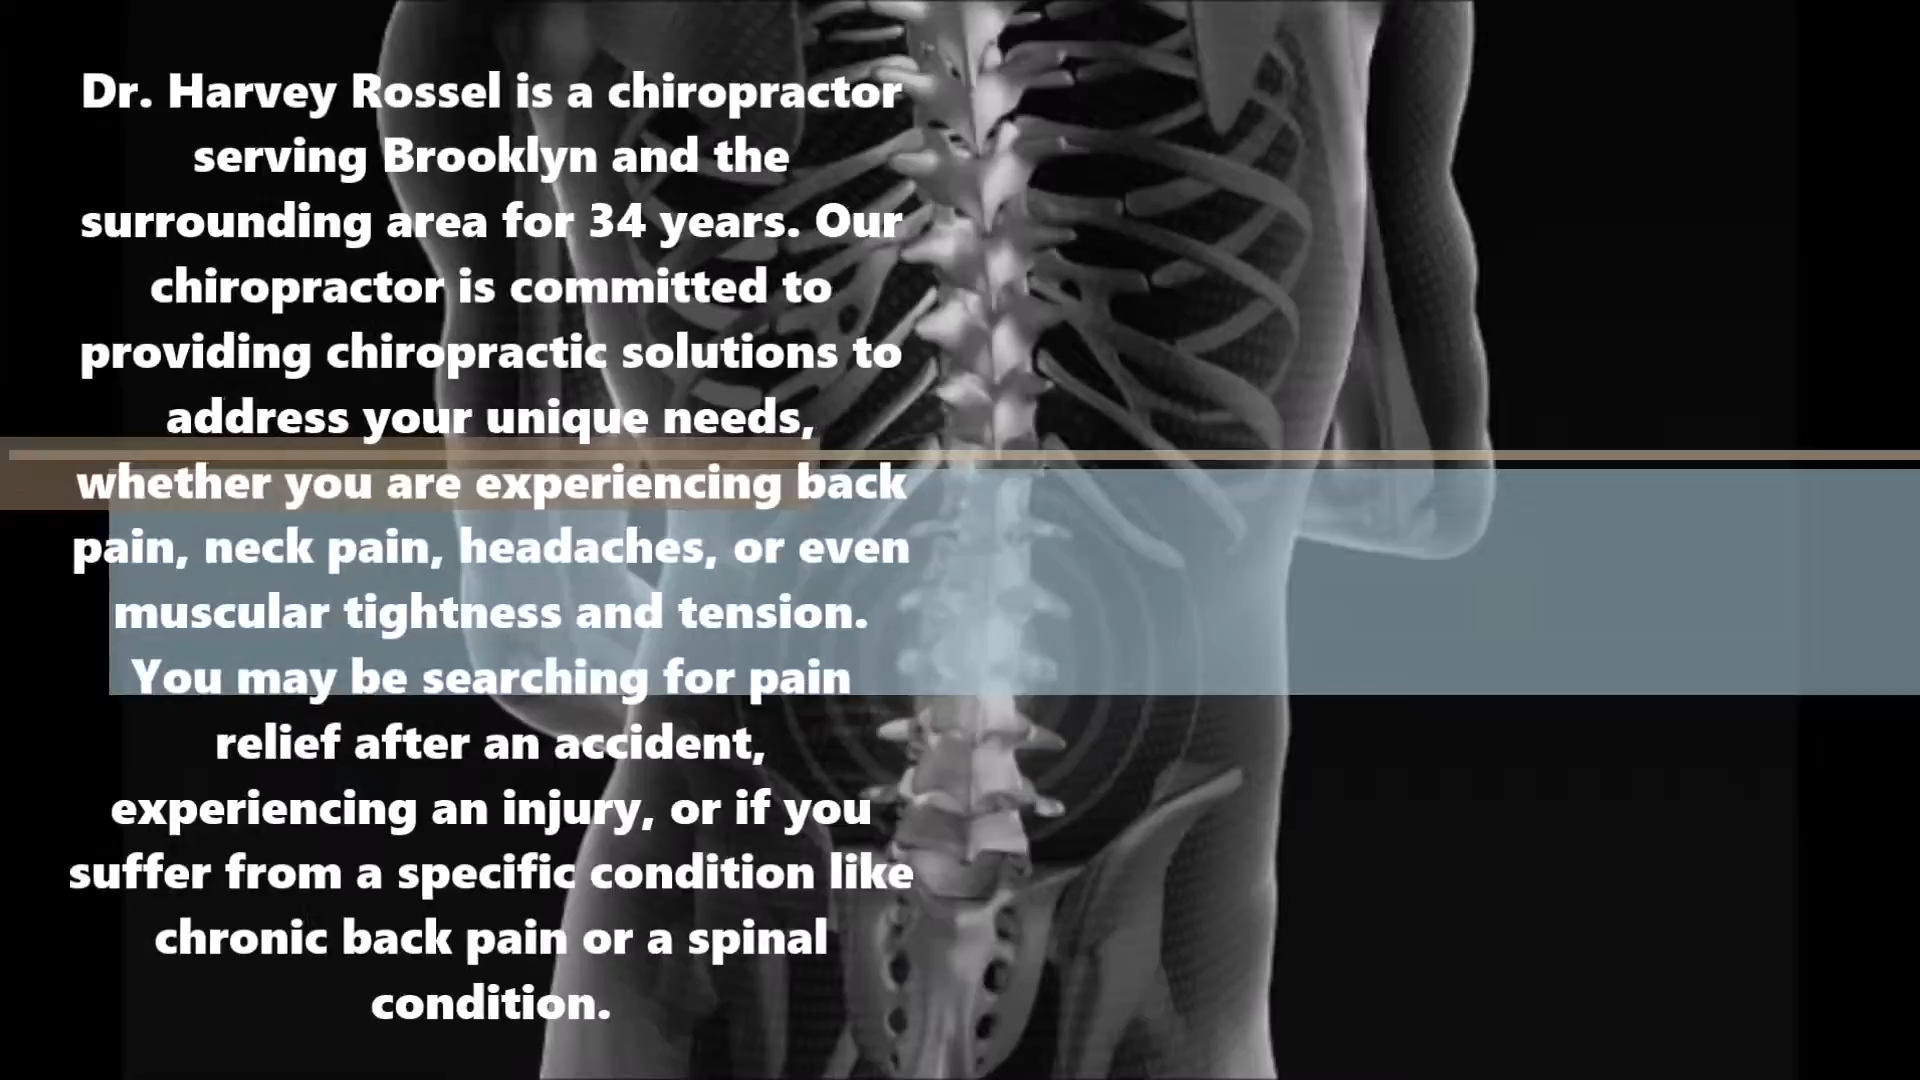 Dr. Harvey Rossel is a chiropractor
serving Brooklyn and the
surrounding area for 34 years. Our
chiropractor is committed to
providing chiropractic solutions to
address your unique needs,
whether you are experiencing back
pain, neck pain, headaches, or even
muscular tightness and tension.
You may be searching for pain
relief after an accident,
experiencing an injury, or if you
suffer from a specific condition like
chronic back pain or a spinal
condition.